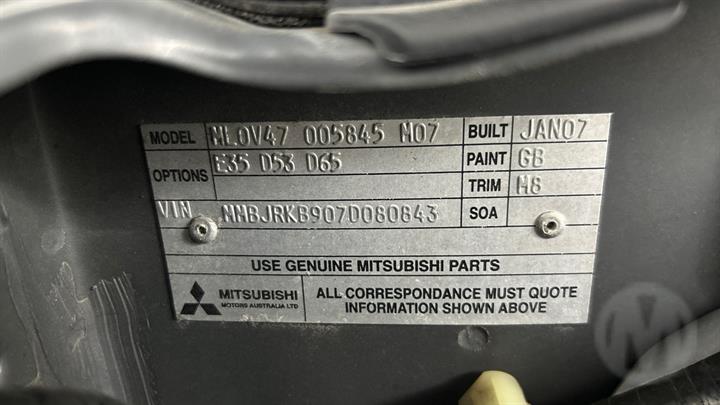 MODEL ML0V47 005845 M07 BUILT JAN07
OPTIONS E35 D53 D65 PAINT GB
TRIM M8
VIN MMBJRKB907D080843 SOA
USE GENUINE MITSUBISHI PARTS
MITSUBISHI
MOTORS AUSTRALIA LTD
ALL CORRESPONDANCE MUST QUOTE
INFORMATION SHOWN ABOVE
M